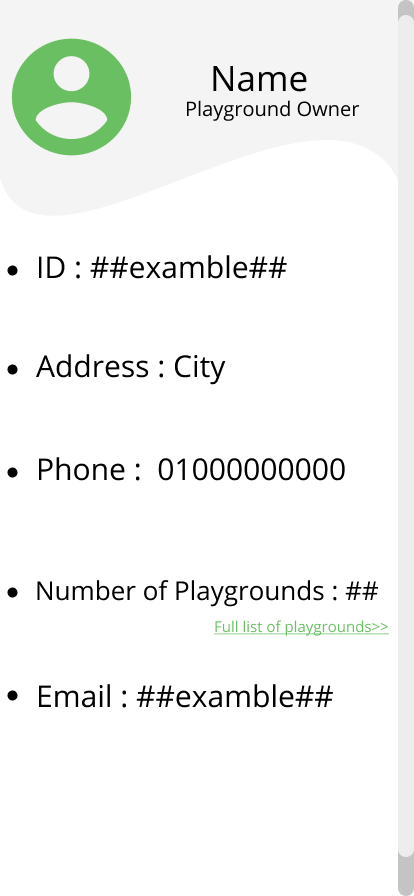 Name
Playground Owner
• ID : ##examble##
• Address : City
• Phone :  01000000000
• Number of Playgrounds : ##
Full list of playgrounds>>
• Email : ##examble##